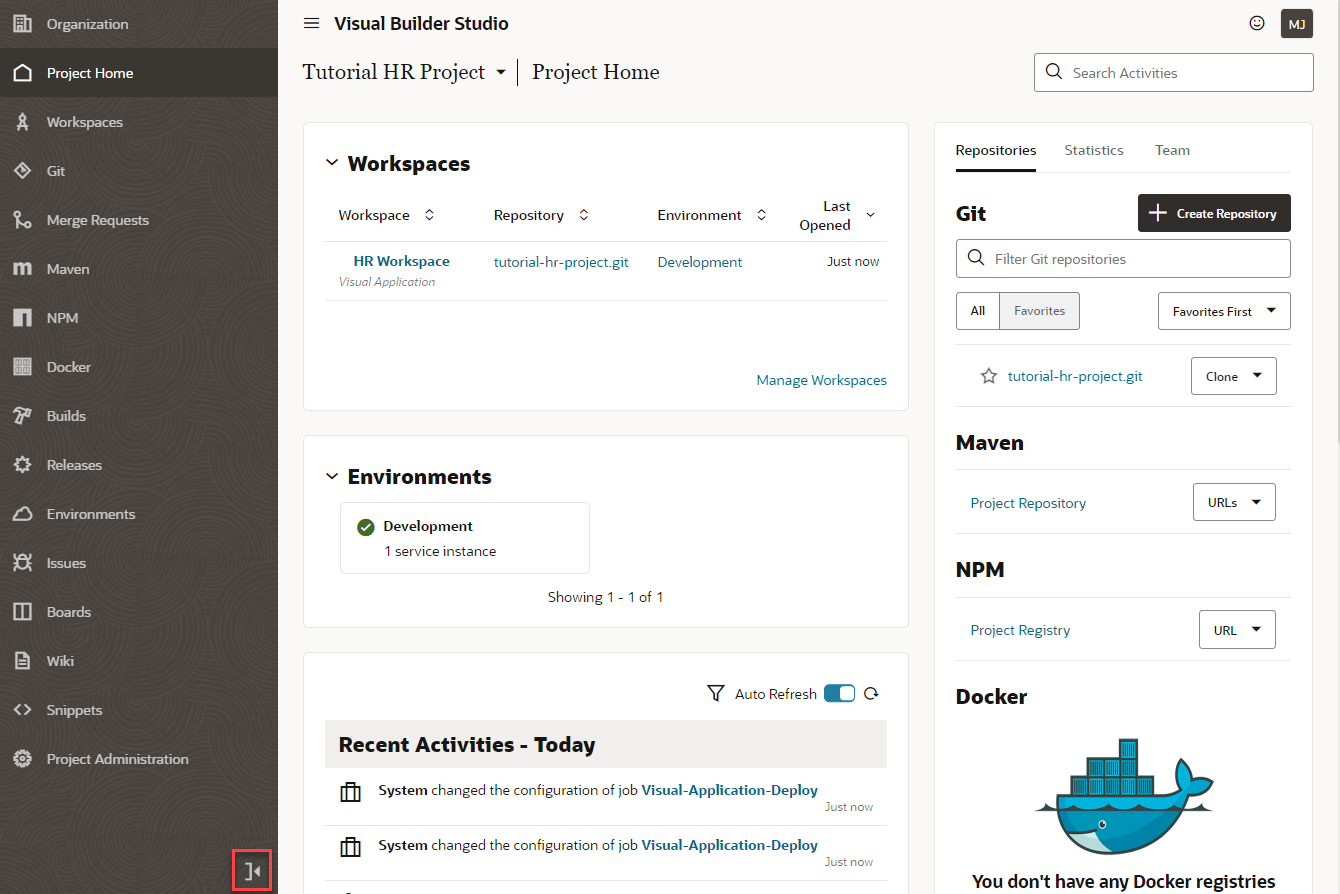 Organization
Project Home
Workspaces
Git
Merge Requests
Maven
NPM
Docker
Builds
Releases
Environments
Issues
Boards
Wiki
Snippets
Project Administration
Visual Builder Studio
MJ
Tutorial HR Project
Project Home
Search Activities
Workspaces
Workspace
Repository
Environment
Last
Opened
HR Workspace
tutorial-hr-project.git
Development
Just now
Visual Application
Manage Workspaces
Environments
Development
1 service instance
Showing 1 - 1 of 1
Auto Refresh
Recent Activities - Today
System changed the configuration of job Visual-Application-Deploy
Just now
System changed the configuration of job Visual-Application-Deploy
Just now
Repositories
Statistics
Team
Git
Create Repository
Filter Git repositories
All
Favorites
Favorites First
tutorial-hr-project.git
Clone
Maven
Project Repository
URLs
NPM
Project Registry
URL
Docker
You don't have any Docker registries